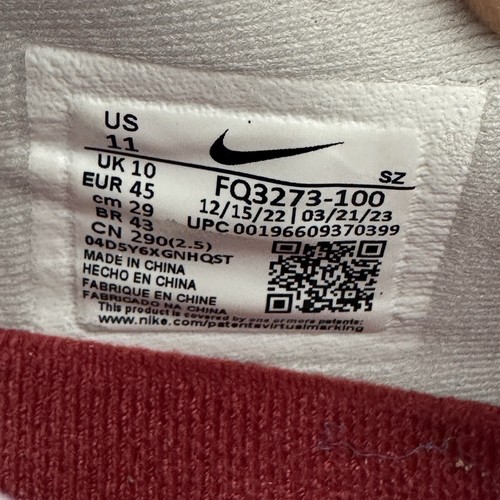 US
11
SZ
UK 10
EUR 45
cm 29
BR 43
CN 290(2.5)
FQ3273-100
12/15/22 | 03/21/23
UPC 00196609370399
04D5Y6XGNHQST
MADE IN CHINA
HECHO EN CHINA
FABRIQUE EN CHINE
FABRICADO NA CHINA
This product is covered by one or more patents:
www.nike.com/patentsvirtualmarking